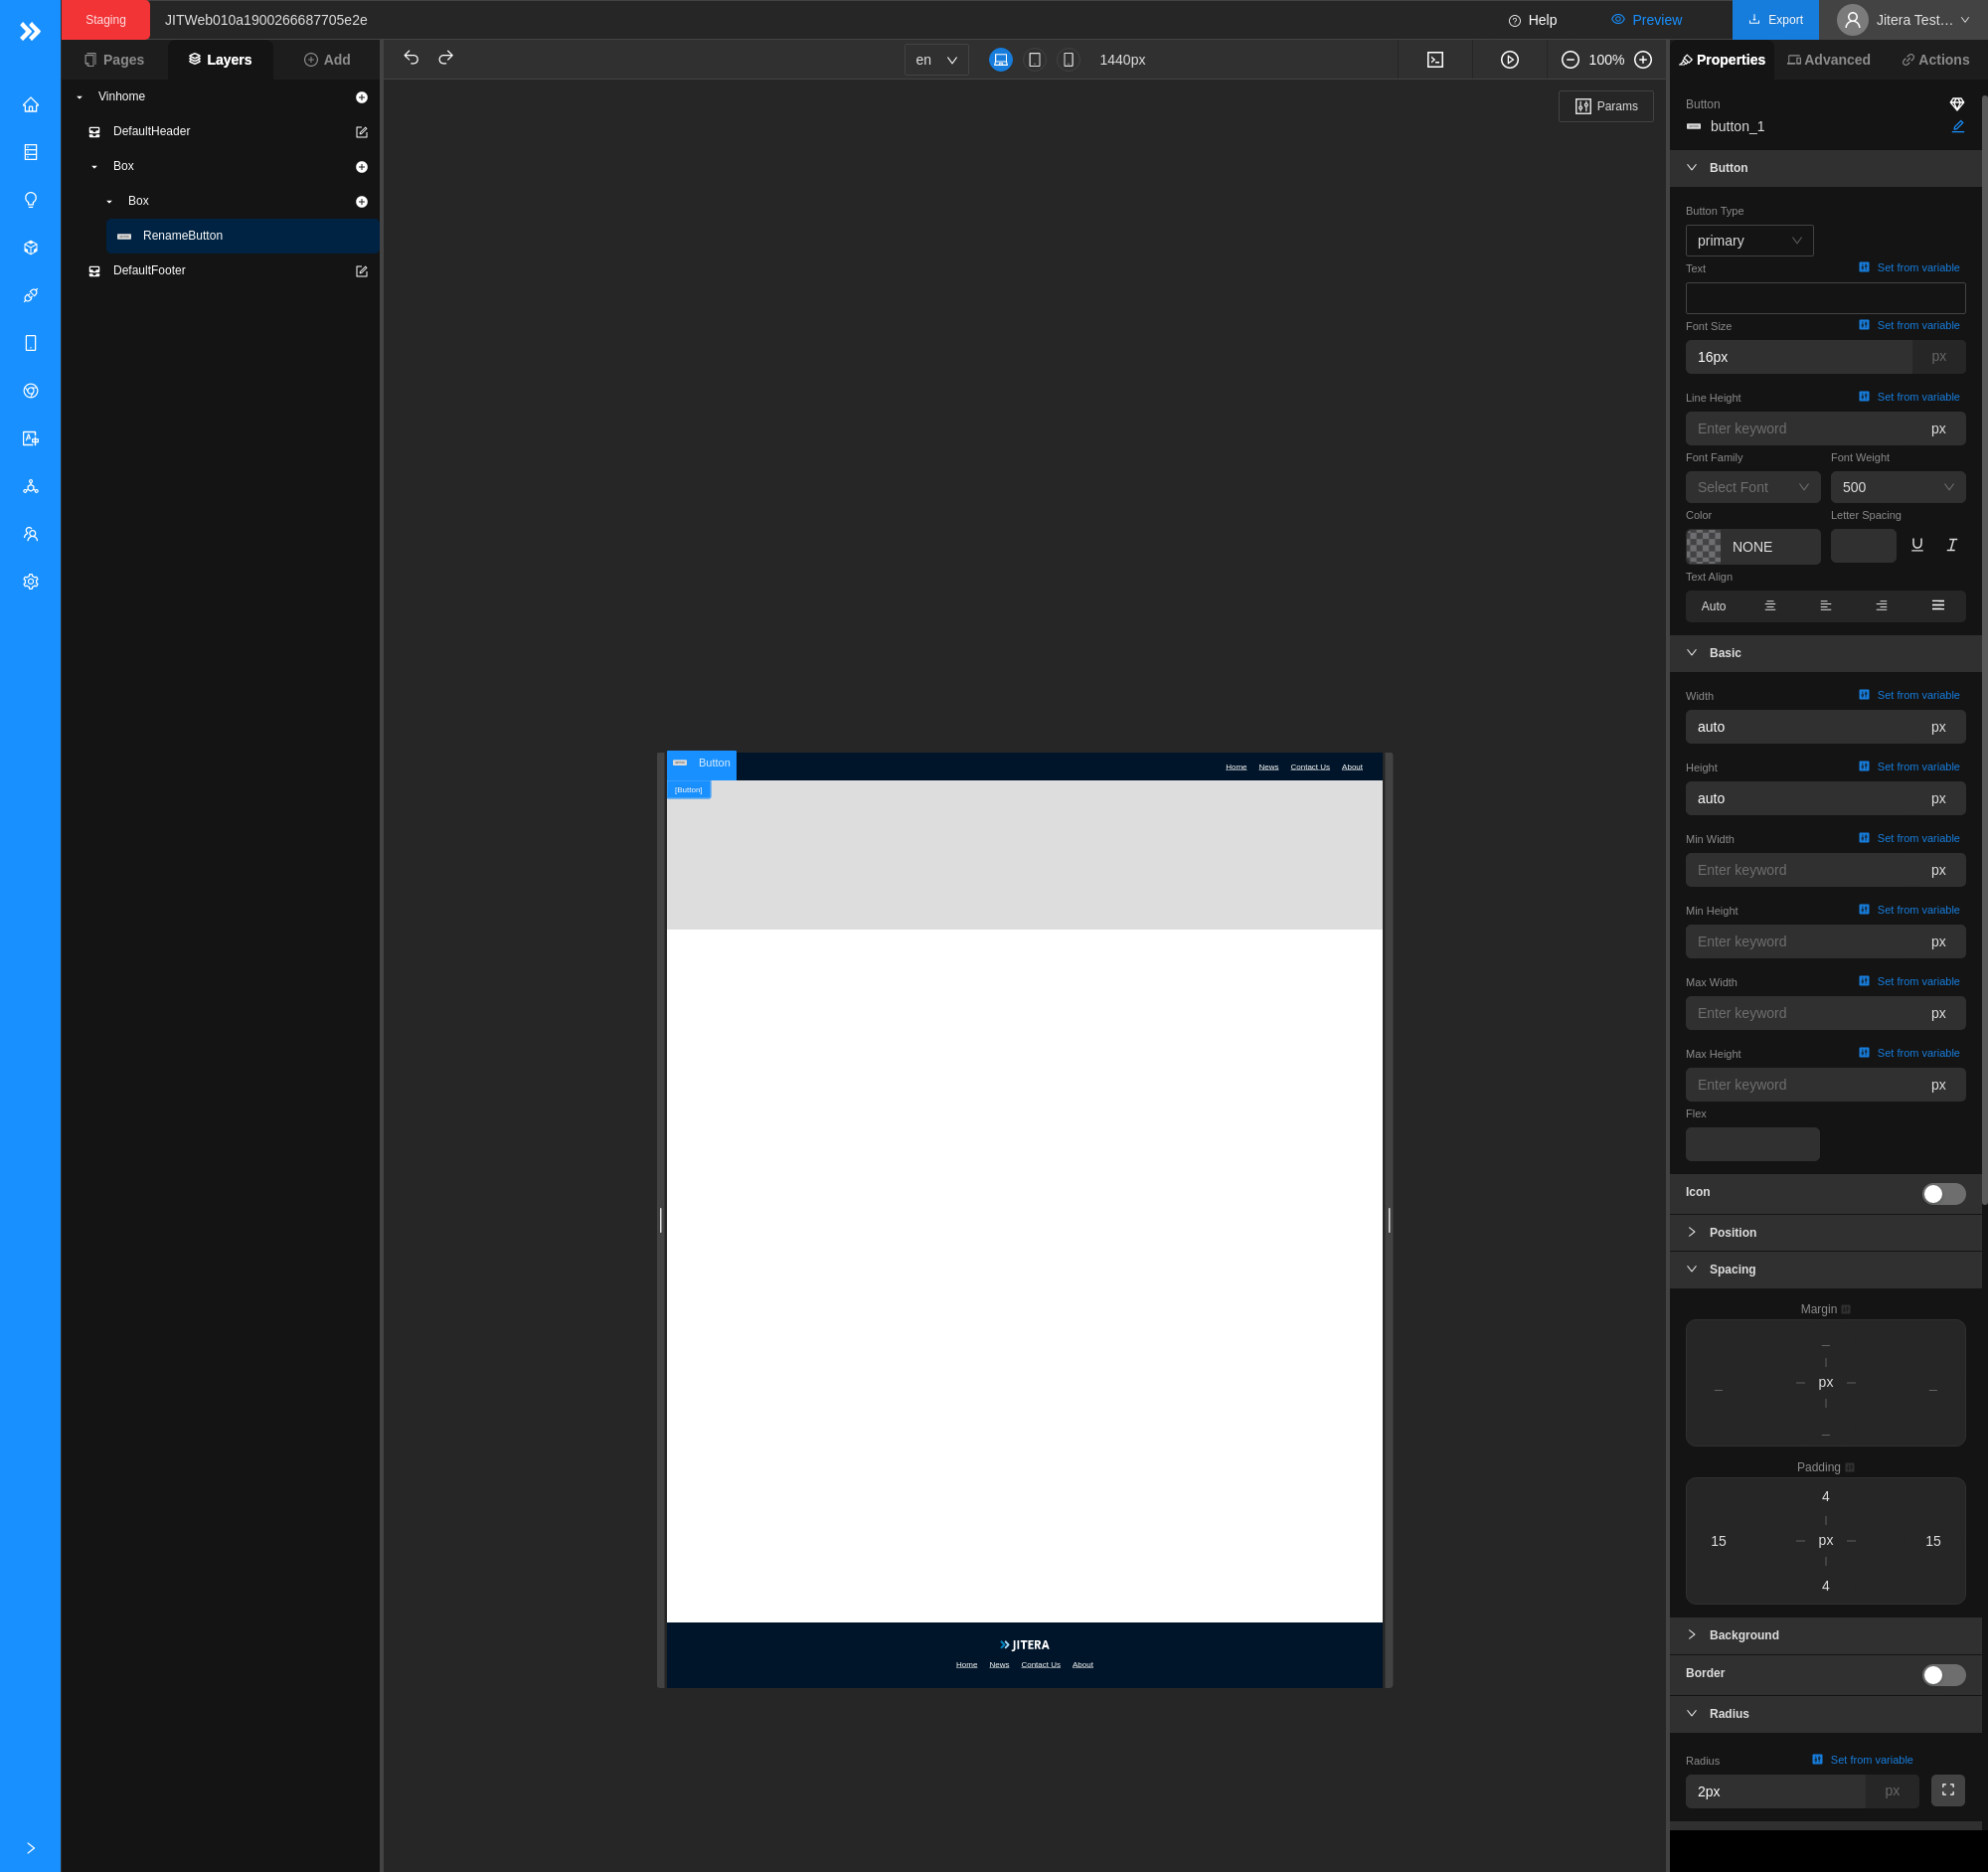 Staging
JITWeb010a1900266687705e2e
Help
Preview
Export
Jitera Test...
Pages
Layers
Add
en
1440px
100%
Properties
Advanced
Actions
Vinhome
DefaultHeader
Box
Box
RenameButton
DefaultFooter
Params
Button
[Button]
Home News Contact Us About
JITERA
Home News Contact Us About
Button
button_1
Button
Button Type
primary
Text
Set from variable
Font Size
Set from variable
16px
px
Line Height
Set from variable
Enter keyword
px
Font Family
Font Weight
Select Font
500
Color
Letter Spacing
NONE
Text Align
Auto
Basic
Width
Set from variable
auto
px
Height
Set from variable
auto
px
Min Width
Set from variable
Enter keyword
px
Min Height
Set from variable
Enter keyword
px
Max Width
Set from variable
Enter keyword
px
Max Height
Set from variable
Enter keyword
px
Flex
Icon
Position
Spacing
Margin
px
Padding
4
15
px
15
4
Background
Border
Radius
Radius
Set from variable
2px
px